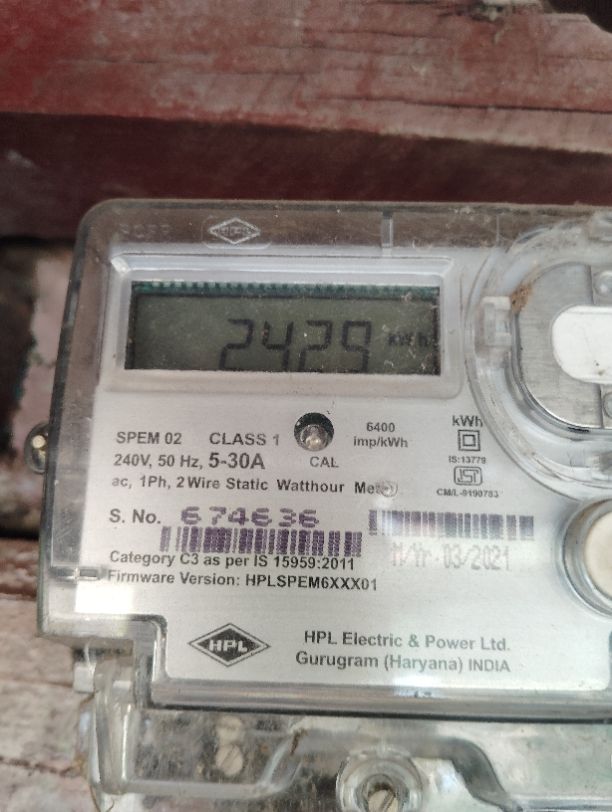 HPL
2429 kWh
SPEM 02 CLASS 1 6400 imp/kWh kWh
240V, 50 Hz, 5-30A CAL IS:13779
ac, 1Ph, 2 Wire Static Watthour Meter CM/L-9190783
S. No. 674636
M/Yr 03/2021
Category C3 as per IS 15959:2011
Firmware Version: HPLSPEM6XXX01
HPL
HPL Electric & Power Ltd.
Gurugram (Haryana) INDIA